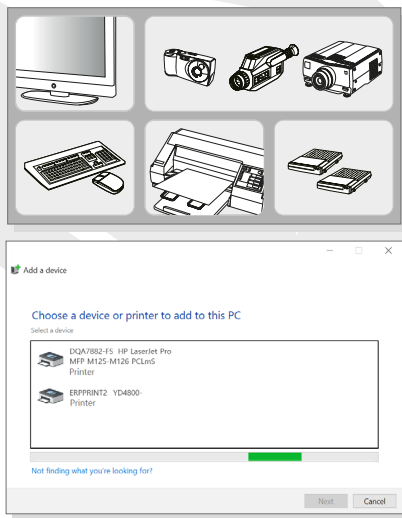 Add a device
Choose a device or printer to add to this PC
Select a device
DQA7882-F5 HP LaserJet Pro
MFP M125-M126 PCLmS
Printer
ERPPRINT2 YD4800-
Printer
Not finding what you're looking for?
Next Cancel